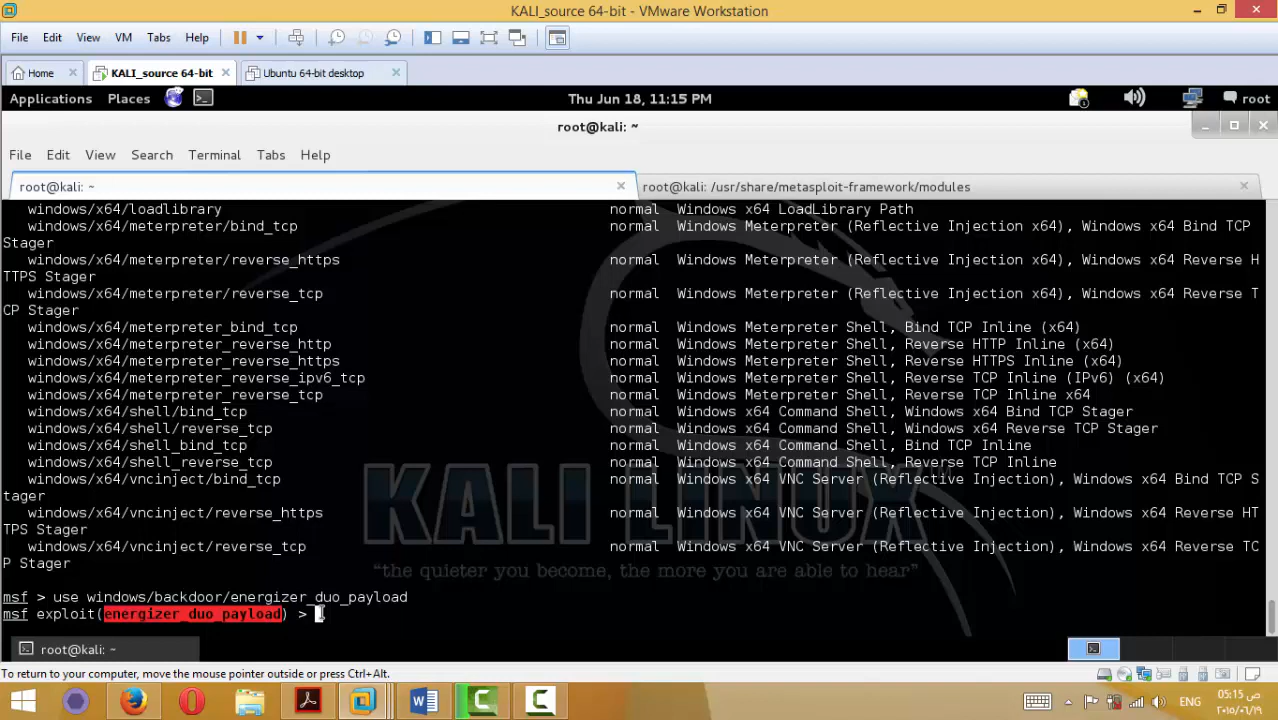 KALI_source 64-bit - VMware Workstation
File Edit View VM Tabs Help
Home KALI_source 64-bit Ubuntu 64-bit desktop
Applications Places Thu Jun 18, 11:15 PM root
root@kali: ~
File Edit View Search Terminal Tabs Help
root@kali: ~ root@kali: /usr/share/metasploit-framework/modules
windows/x64/loadlibrary normal Windows x64 LoadLibrary Path
windows/x64/meterpreter/bind_tcp normal Windows Meterpreter (Reflective Injection x64), Windows x64 Bind TCP
Stager
windows/x64/meterpreter/reverse_https normal Windows Meterpreter (Reflective Injection x64), Windows x64 Reverse H
TTPS Stager
windows/x64/meterpreter/reverse_tcp normal Windows Meterpreter (Reflective Injection x64), Windows x64 Reverse T
CP Stager
windows/x64/meterpreter_bind_tcp normal Windows Meterpreter Shell, Bind TCP Inline (x64)
windows/x64/meterpreter_reverse_http normal Windows Meterpreter Shell, Reverse HTTP Inline (x64)
windows/x64/meterpreter_reverse_https normal Windows Meterpreter Shell, Reverse HTTPS Inline (x64)
windows/x64/meterpreter_reverse_ipv6_tcp normal Windows Meterpreter Shell, Reverse TCP Inline (IPv6) (x64)
windows/x64/meterpreter_reverse_tcp normal Windows Meterpreter Shell, Reverse TCP Inline x64
windows/x64/shell/bind_tcp normal Windows x64 Command Shell, Windows x64 Bind TCP Stager
windows/x64/shell/reverse_tcp normal Windows x64 Command Shell, Windows x64 Reverse TCP Stager
windows/x64/shell_bind_tcp normal Windows x64 Command Shell, Bind TCP Inline
windows/x64/shell_reverse_tcp normal Windows x64 Command Shell, Reverse TCP Inline
windows/x64/vncinject/bind_tcp normal Windows x64 VNC Server (Reflective Injection), Windows x64 Bind TCP S
tager
windows/x64/vncinject/reverse_https normal Windows x64 VNC Server (Reflective Injection), Windows x64 Reverse HT
TPS Stager
windows/x64/vncinject/reverse_tcp normal Windows x64 VNC Server (Reflective Injection), Windows x64 Reverse TC
P Stager
KALI LINUX
“the quieter you become, the more you are able to hear”
msf > use windows/backdoor/energizer_duo_payload
msf exploit(energizer_duo_payload) >
root@kali: ~
To return to your computer, move the mouse pointer outside or press Ctrl+Alt.
ENG 05:15 ص
٢٠١٥/٠٦/١٩